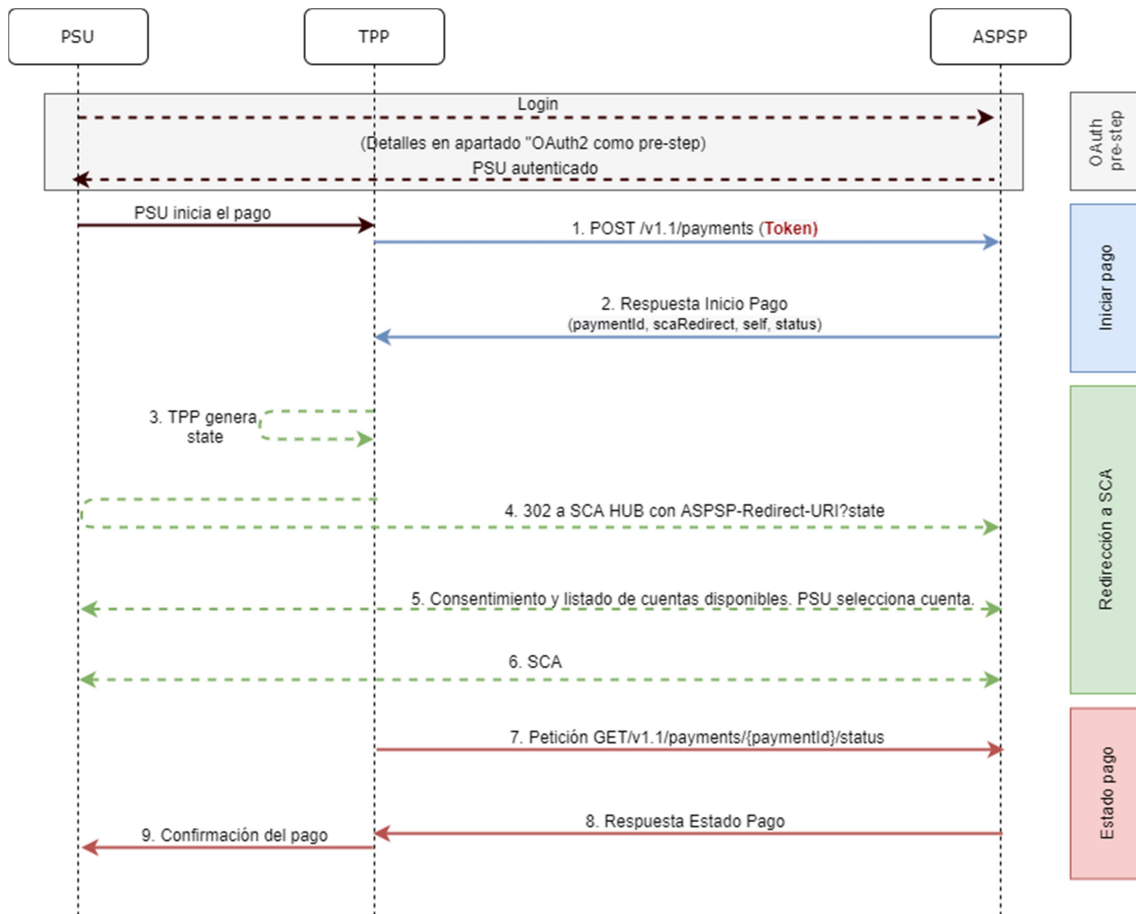 PSU
TPP
ASPSP
Login
(Detalles en apartado "OAuth2 como pre-step)
PSU autenticado
OAuth
pre-step
PSU inicia el pago
1. POST /v1.1/payments (Token)
2. Respuesta Inicio Pago
(paymentId, scaRedirect, self, status)
Iniciar pago
3. TPP genera
state
4. 302 a SCA HUB con ASPSP-Redirect-URI?state
5. Consentimiento y listado de cuentas disponibles. PSU selecciona cuenta.
6. SCA
Redirección a SCA
7. Petición GET/v1.1/payments/{paymentId}/status
8. Respuesta Estado Pago
9. Confirmación del pago
Estado pago